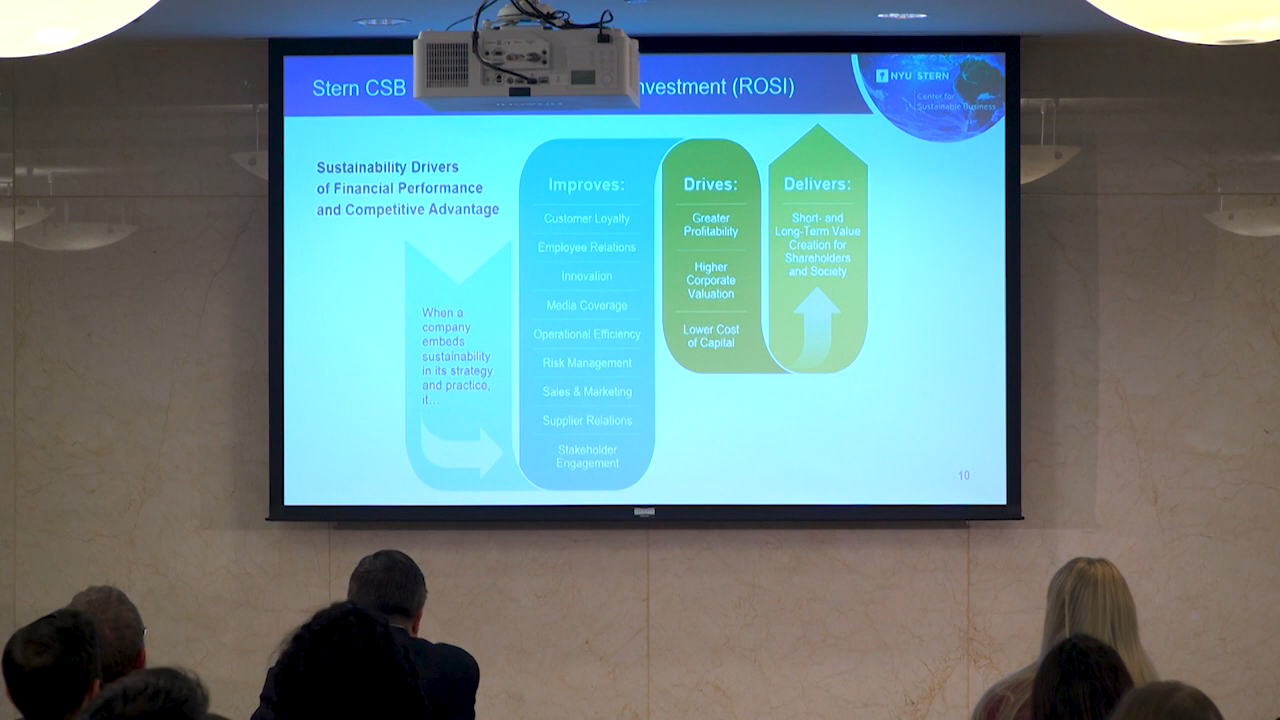 Stern CSB nvestment (ROSI)
NYU STERN
Center for
Sustainable Business
Sustainability Drivers
of Financial Performance
and Competitive Advantage
When a
company
embeds
sustainability
in its strategy
and practice,
it...
Improves:
Customer Loyalty
Employee Relations
Innovation
Media Coverage
Operational Efficiency
Risk Management
Sales & Marketing
Supplier Relations
Stakeholder
Engagement
Drives:
Greater
Profitability
Higher
Corporate
Valuation
Lower Cost
of Capital
Delivers:
Short- and
Long-Term Value
Creation for
Shareholders
and Society
10